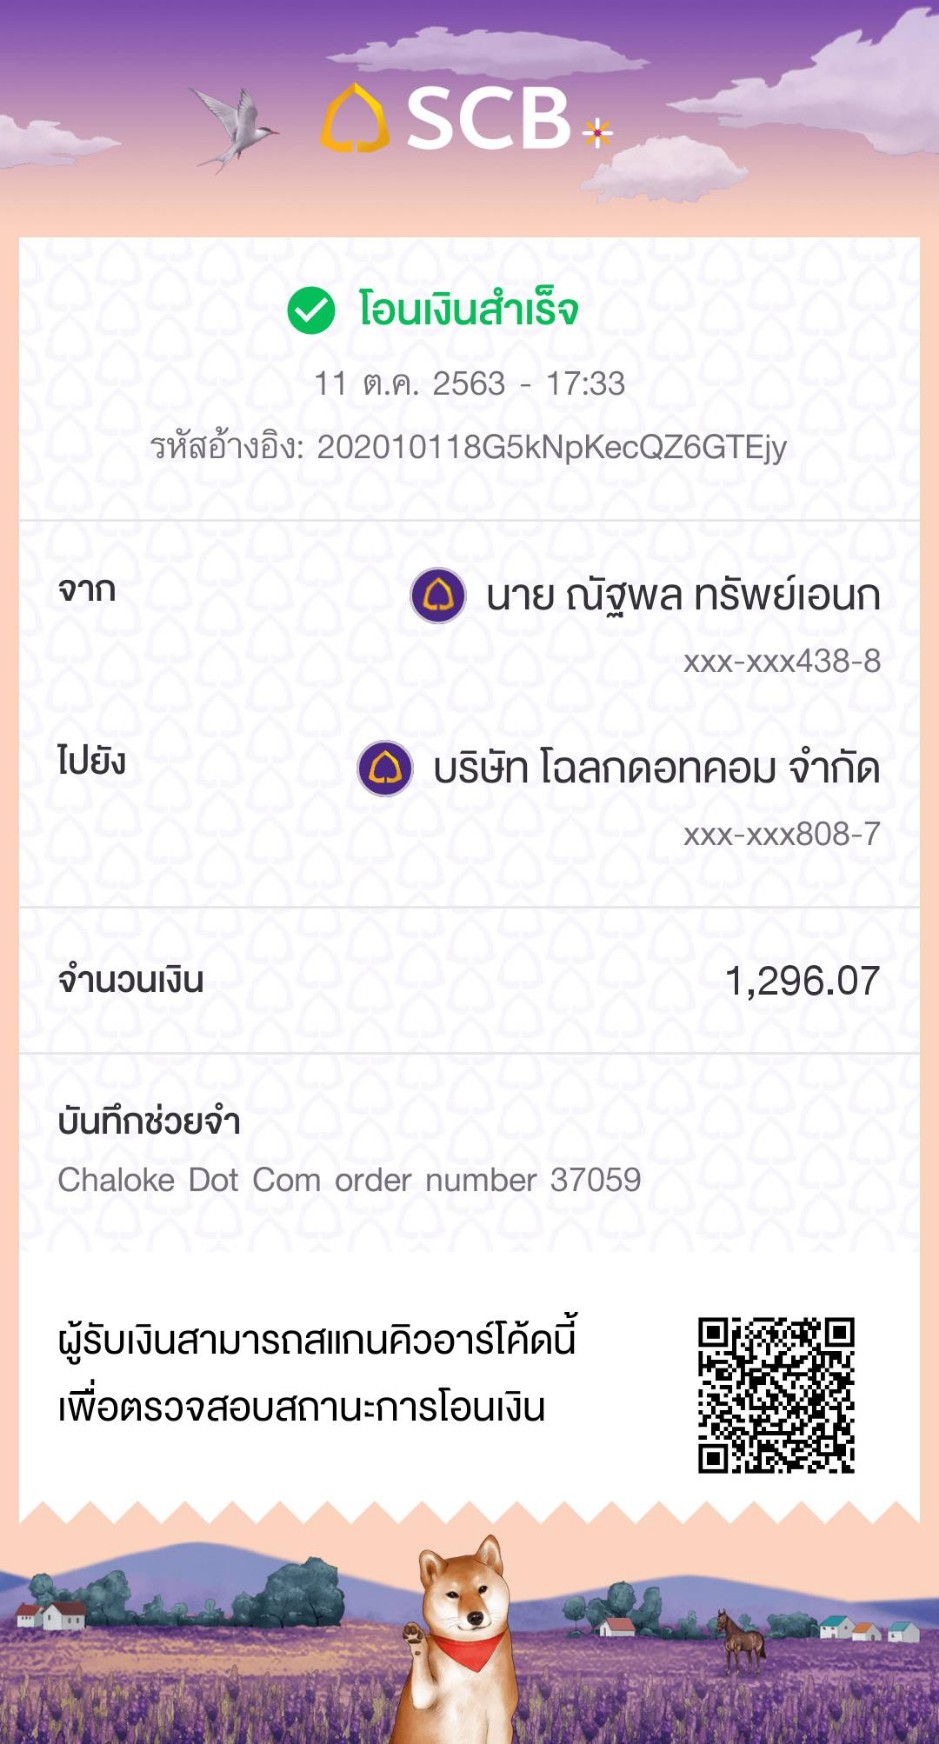 SCB
โอนเงินสำเร็จ
11 ต.ค. 2563 - 17:33
รหัสอ้างอิง: 202010118G5kNpKecQZ6GTEjy
จาก
นาย ณัฐพล ทรัพย์เอนก
xxx-xxx438-8
ไปยัง
บริษัท โฉลกดอทคอม จำกัด
xxx-xxx808-7
จำนวนเงิน
1,296.07
บันทึกช่วยจำ
Chaloke Dot Com order number 37059
ผู้รับเงินสามารถสแกนคิวอาร์โค้ดนี้
เพื่อตรวจสอบสถานะการโอนเงิน